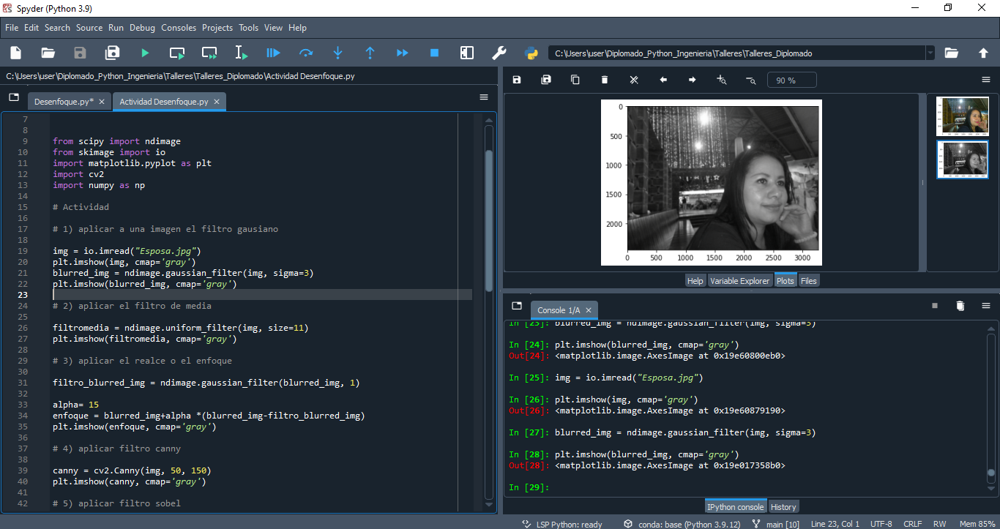 Spyder (Python 3.9)
File Edit Search Source Run Debug Consoles Projects Tools View Help
C:\Users\user\Diplomado_Python_Ingenieria\Talleres\Talleres_Diplomado
C:\Users\user\Diplomado_Python_Ingenieria\Talleres\Talleres_Diplomado\Actividad Desenfoque.py
Desenfoque.py* Actividad Desenfoque.py
7
8
9 from scipy import ndimage
10 from skimage import io
11 import matplotlib.pyplot as plt
12 import cv2
13 import numpy as np
14
15 # Actividad
16
17 # 1) aplicar a una imagen el filtro gausiano
18
19 img = io.imread("Esposa.jpg")
20 plt.imshow(img, cmap='gray')
21 blurred_img = ndimage.gaussian_filter(img, sigma=3)
22 plt.imshow(blurred_img, cmap='gray')
23
24 # 2) aplicar el filtro de media
25
26 filtromedia = ndimage.uniform_filter(img, size=11)
27 plt.imshow(filtromedia, cmap='gray')
28
29 # 3) aplicar el realce o el enfoque
30
31 filtro_blurred_img = ndimage.gaussian_filter(blurred_img, 1)
32
33 alpha= 15
34 enfoque = blurred_img+alpha *(blurred_img-filtro_blurred_img)
35 plt.imshow(enfoque, cmap='gray')
36
37 # 4) aplicar filtro canny
38
39 canny = cv2.Canny(img, 50, 150)
40 plt.imshow(canny, cmap='gray')
41
42 # 5) aplicar filtro sobel
90 %
0
500
1000
1500
2000
0 500 1000 1500 2000 2500 3000
Help Variable Explorer Plots Files
Console 1/A
In [23]: blurred_img = ndimage.gaussian_filter(img, sigma=3)
In [24]: plt.imshow(blurred_img, cmap='gray')
Out[24]: <matplotlib.image.AxesImage at 0x19e60800eb0>
In [25]: img = io.imread("Esposa.jpg")
In [26]: plt.imshow(img, cmap='gray')
Out[26]: <matplotlib.image.AxesImage at 0x19e60879190>
In [27]: blurred_img = ndimage.gaussian_filter(img, sigma=3)
In [28]: plt.imshow(blurred_img, cmap='gray')
Out[28]: <matplotlib.image.AxesImage at 0x19e017358b0>
In [29]:
IPython console History
LSP Python: ready conda: base (Python 3.9.12) main [10] Line 23, Col 1 UTF-8 CRLF RW Mem 85%